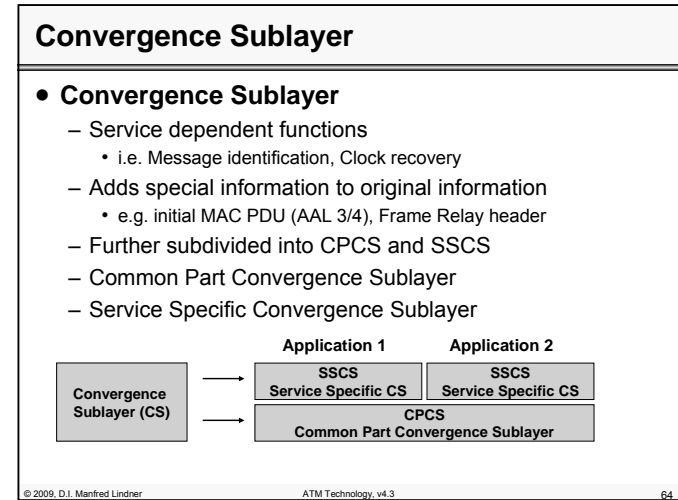 Convergence Sublayer
• Convergence Sublayer
– Service dependent functions
• i.e. Message identification, Clock recovery
– Adds special information to original information
• e.g. initial MAC PDU (AAL 3/4), Frame Relay header
– Further subdivided into CPCS and SSCS
– Common Part Convergence Sublayer
– Service Specific Convergence Sublayer
Application 1 Application 2
Convergence
Sublayer (CS)
SSCS
Service Specific CS
SSCS
Service Specific CS
CPCS
Common Part Convergence Sublayer
© 2009, D.I. Manfred Lindner ATM Technology, v4.3 64